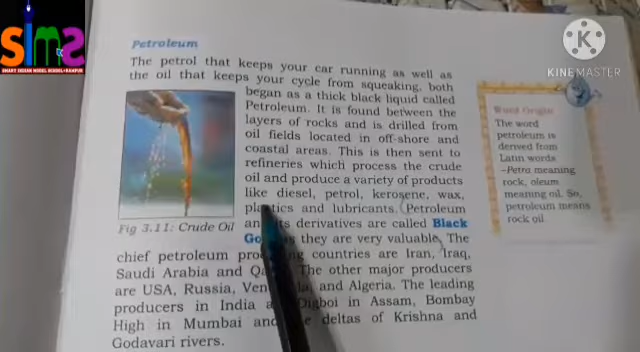 SIMS
SMART INDIAN MODEL SCHOOL
KINEMASTER
Petroleum
The petrol that keeps your car running as well as
the oil that keeps your cycle from squeaking, both
began as a thick black liquid called
Petroleum. It is found between the
layers of rocks and is drilled from
oil fields located in off-shore and
coastal areas. This is then sent to
refineries which process the crude
oil and produce a variety of products
like diesel, petrol, kerosene, wax,
plastics and lubricants. Petroleum
its derivatives are called Black
as they are very valuable. The
chief petroleum countries are Iran, Iraq,
Saudi Arabia and The other major producers
are USA, Russia, and Algeria. The leading
producers in India Digboi in Assam, Bombay
High in Mumbai and deltas of Krishna and
Godavari rivers.
Fig 3.11: Crude Oil
Word Origin
The word
petroleum is
derived from
Latin words
–Petra meaning
rock, oleum
meaning oil. So,
petroleum means
rock oil.